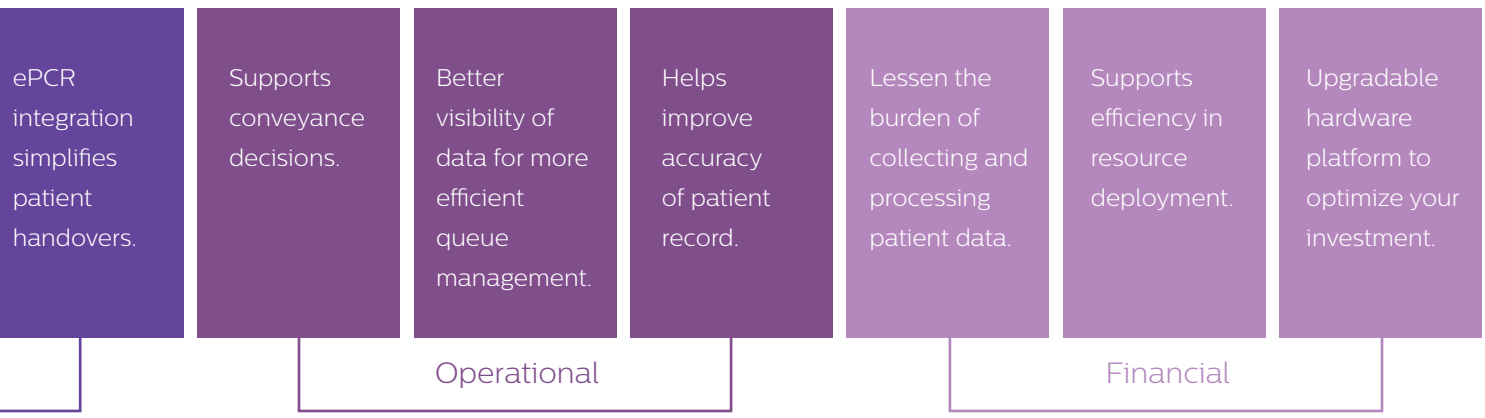 ePCR
integration
simplifies
patient
handovers.
Supports
conveyance
decisions.
Better
visibility of
data for more
efficient
queue
management.
Helps
improve
accuracy
of patient
record.
Lessen the
burden of
collecting and
processing
patient data.
Supports
efficiency in
resource
deployment.
Upgradable
hardware
platform to
optimize your
investment.
Operational
Financial